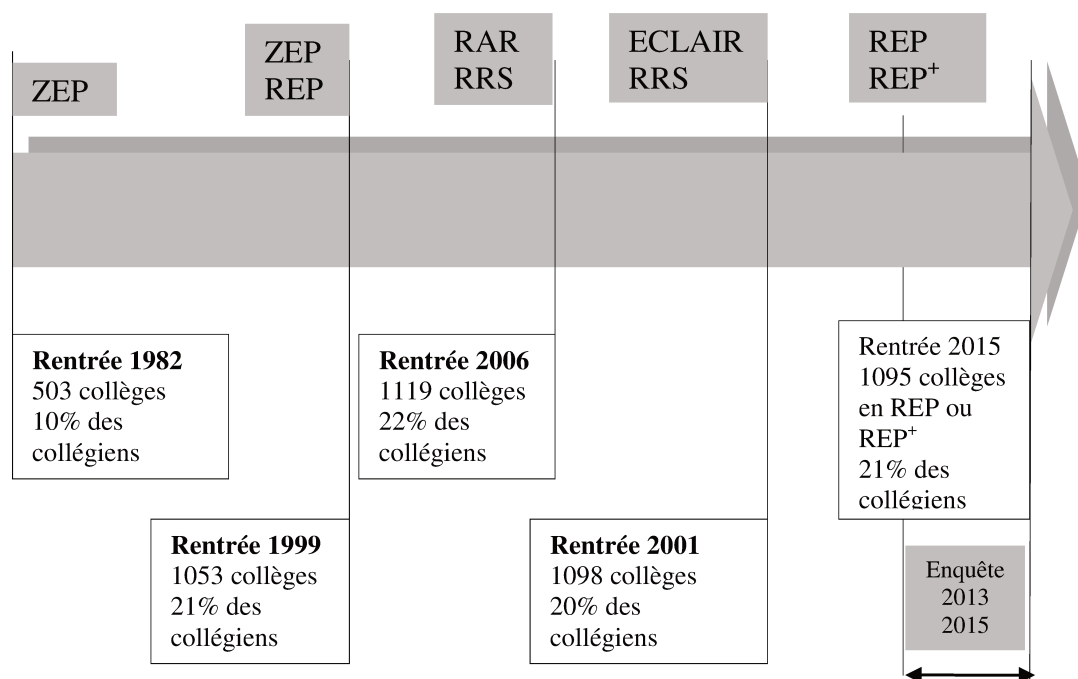 ZEP
ZEP
REP
RAR
RRS
ECLAIR
RRS
REP
REP⁺
Rentrée 1982
503 collèges
10% des
collégiens
Rentrée 1999
1053 collèges
21% des
collégiens
Rentrée 2006
1119 collèges
22% des
collégiens
Rentrée 2001
1098 collèges
20% des
collégiens
Rentrée 2015
1095 collèges
en REP ou
REP⁺
21% des
collégiens
Enquête
2013
2015